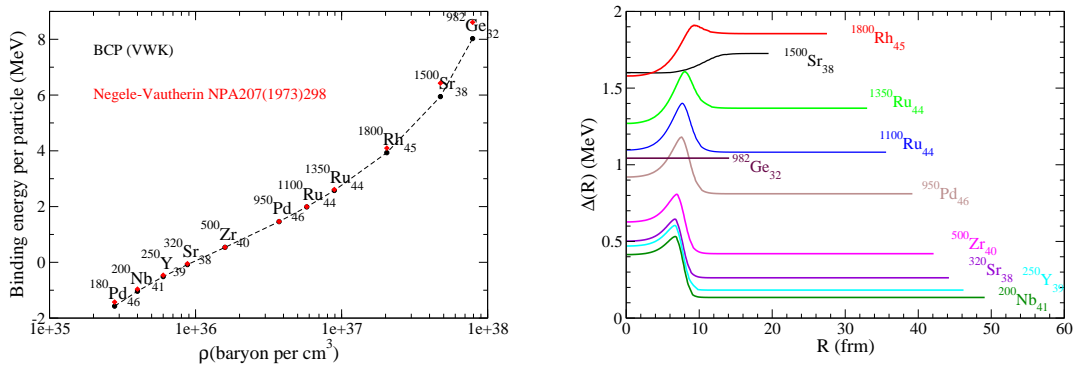 Binding energy per particle (MeV)
8
6
4
2
0
-2
1e+35
1e+36
1e+37
1e+38
ρ(baryon per cm³)
BCP (VWK)
Negele-Vautherin NPA207(1973)298
¹⁸⁰Pd₄₆
²⁰⁰Nb₄₁
²⁵⁰Y₃₉
³²⁰Sr₃₈
⁵⁰⁰Zr₄₀
⁹⁵⁰Pd₄₆
¹¹⁰⁰Ru₄₄
¹³⁵⁰Ru₄₄
¹⁸⁰⁰Rh₄₅
¹⁵⁰⁰Sr₃₈
⁹⁸²Ge₃₂
Δ(R) (MeV)
2
1.5
1
0.5
0
0
10
20
30
40
50
60
R (frm)
¹⁸⁰⁰Rh₄₅
¹⁵⁰⁰Sr₃₈
¹³⁵⁰Ru₄₄
¹¹⁰⁰Ru₄₄
⁹⁸²Ge₃₂
⁹⁵⁰Pd₄₆
⁵⁰⁰Zr₄₀
³²⁰Sr₃₈
²⁵⁰Y₃₉
²⁰⁰Nb₄₁